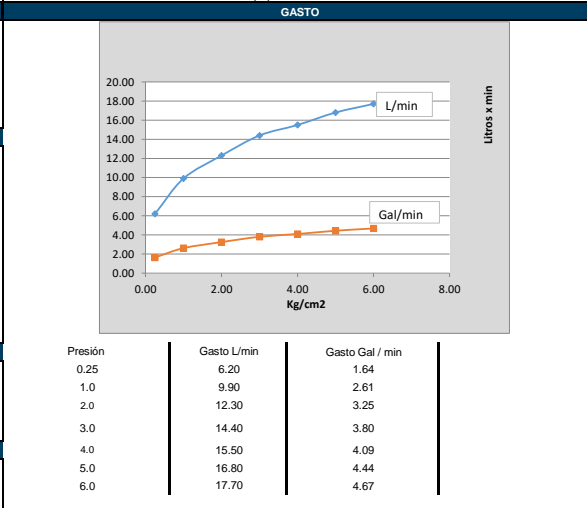 GASTO
20.00
18.00
16.00
14.00
12.00
10.00
8.00
6.00
4.00
2.00
0.00
L/min
Gal/min
Litros x min
0.00 2.00 4.00 6.00 8.00
Kg/cm2
Presión Gasto L/min Gasto Gal / min
0.25 6.20 1.64
1.0 9.90 2.61
2.0 12.30 3.25
3.0 14.40 3.80
4.0 15.50 4.09
5.0 16.80 4.44
6.0 17.70 4.67